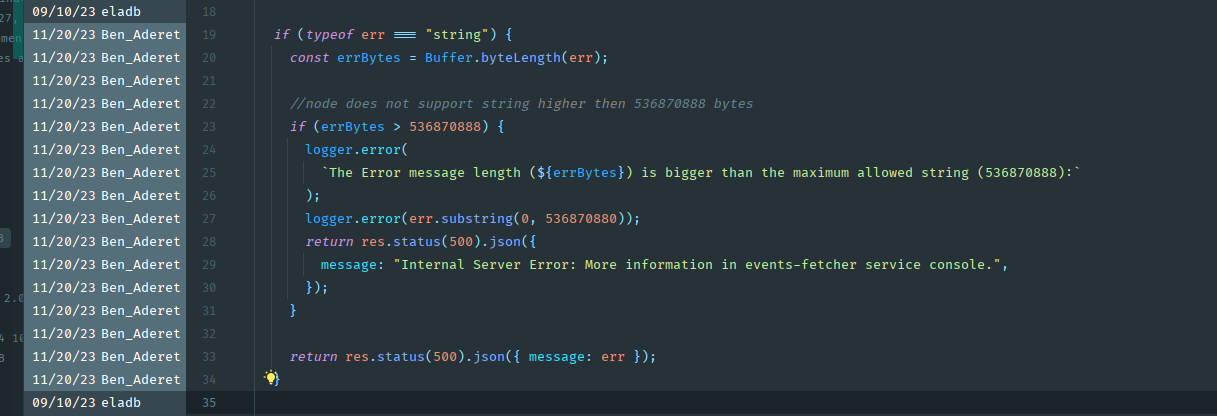 09/10/23 eladb 18
11/20/23 Ben_Aderet 19 if (typeof err === "string") {
11/20/23 Ben_Aderet 20 const errBytes = Buffer.byteLength(err);
11/20/23 Ben_Aderet 21
11/20/23 Ben_Aderet 22 //node does not support string higher then 536870888 bytes
11/20/23 Ben_Aderet 23 if (errBytes > 536870888) {
11/20/23 Ben_Aderet 24 logger.error(
11/20/23 Ben_Aderet 25 `The Error message length (${errBytes}) is bigger than the maximum allowed string (536870888):`
11/20/23 Ben_Aderet 26 );
11/20/23 Ben_Aderet 27 logger.error(err.substring(0, 536870880));
11/20/23 Ben_Aderet 28 return res.status(500).json({
11/20/23 Ben_Aderet 29 message: "Internal Server Error: More information in events-fetcher service console.",
11/20/23 Ben_Aderet 30 });
11/20/23 Ben_Aderet 31 }
11/20/23 Ben_Aderet 32
11/20/23 Ben_Aderet 33 return res.status(500).json({ message: err });
11/20/23 Ben_Aderet 34 }
09/10/23 eladb 35